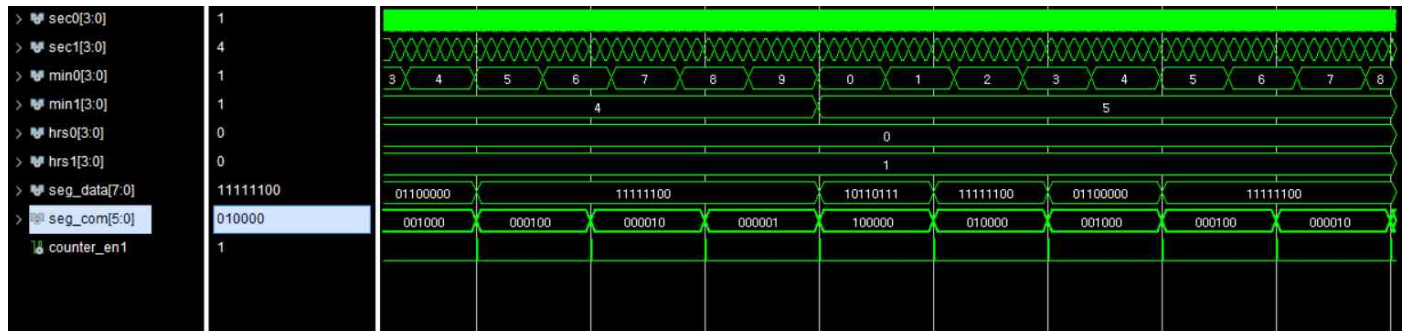 sec0[3:0] 1
sec1[3:0] 4
min0[3:0] 1 3 4 5 6 7 8 9 0 1 2 3 4 5 6 7 8
min1[3:0] 1 4 5
hrs0[3:0] 0 0
hrs1[3:0] 0 1
seg_data[7:0] 11111100 01100000 11111100 10110111 11111100 01100000 11111100
seg_com[5:0] 010000 001000 000100 000010 000001 100000 010000 001000 000100 000010
counter_en1 1